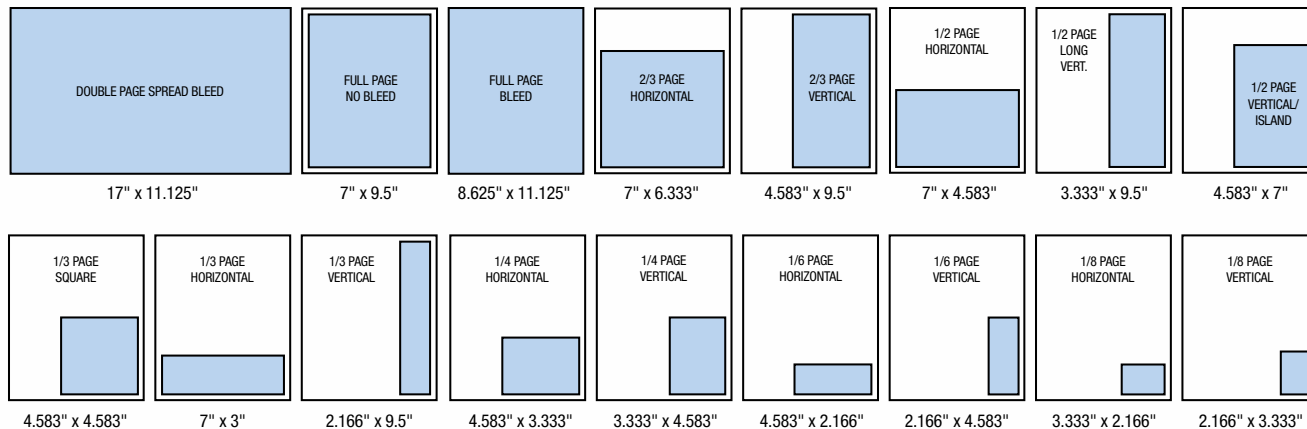 DOUBLE PAGE SPREAD BLEED
17" x 11.125"
FULL PAGE
NO BLEED
7" x 9.5"
FULL PAGE
BLEED
8.625" x 11.125"
2/3 PAGE
HORIZONTAL
7" x 6.333"
2/3 PAGE
VERTICAL
4.583" x 9.5"
1/2 PAGE
HORIZONTAL
7" x 4.583"
1/2 PAGE
LONG
VERT.
3.333" x 9.5"
1/2 PAGE
VERTICAL/
ISLAND
4.583" x 7"
1/3 PAGE
SQUARE
4.583" x 4.583"
1/3 PAGE
HORIZONTAL
7" x 3"
1/3 PAGE
VERTICAL
2.166" x 9.5"
1/4 PAGE
HORIZONTAL
4.583" x 3.333"
1/4 PAGE
VERTICAL
3.333" x 4.583"
1/6 PAGE
HORIZONTAL
4.583" x 2.166"
1/6 PAGE
VERTICAL
2.166" x 4.583"
1/8 PAGE
HORIZONTAL
3.333" x 2.166"
1/8 PAGE
VERTICAL
2.166" x 3.333"